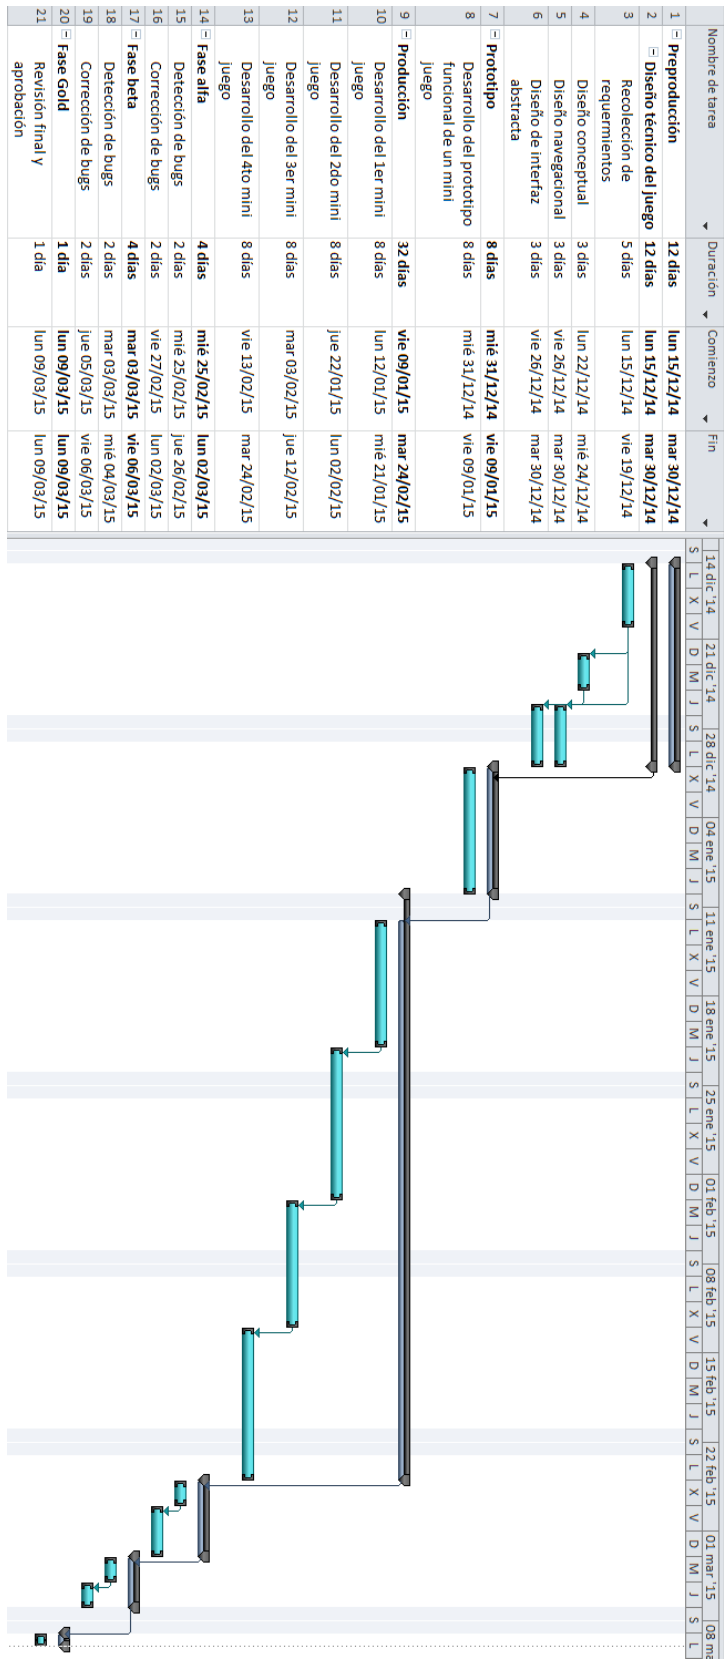 Nombre de tarea Duración Comienzo Fin
1 Preproducción 12 días lun 15/12/14 mar 30/12/14
2 Diseño técnico del juego 12 días lun 15/12/14 mar 30/12/14
3 Recolección de 5 días lun 15/12/14 vie 19/12/14
requermientos
4 Diseño conceptual 3 días lun 22/12/14 mié 24/12/14
5 Diseño navegacional 3 días vie 26/12/14 mar 30/12/14
6 Diseño de interfaz 3 días vie 26/12/14 mar 30/12/14
abstracta
7 Prototipo 8 días mié 31/12/14 vie 09/01/15
8 Desarrollo del prototipo 8 días mié 31/12/14 vie 09/01/15
funcional de un mini
juego
9 Producción 32 días vie 09/01/15 mar 24/02/15
10 Desarrollo del 1er mini 8 días lun 12/01/15 mié 21/01/15
juego
11 Desarrollo del 2do mini 8 días jue 22/01/15 lun 02/02/15
juego
12 Desarrollo del 3er mini 8 días mar 03/02/15 jue 12/02/15
juego
13 Desarrollo del 4to mini 8 días vie 13/02/15 mar 24/02/15
juego
14 Fase alfa 4 días mié 25/02/15 lun 02/03/15
15 Detección de bugs 2 días mié 25/02/15 jue 26/02/15
16 Corrección de bugs 2 días vie 27/02/15 lun 02/03/15
17 Fase beta 4 días mar 03/03/15 vie 06/03/15
18 Detección de bugs 2 días mar 03/03/15 mié 04/03/15
19 Corrección de bugs 2 días jue 05/03/15 vie 06/03/15
20 Fase Gold 1 día lun 09/03/15 lun 09/03/15
21 Revisión final y 1 día lun 09/03/15 lun 09/03/15
aprobación
14 dic '14 21 dic '14 28 dic '14 04 ene '15 11 ene '15 18 ene '15 25 ene '15 01 feb '15 08 feb '15 15 feb '15 22 feb '15 01 mar '15 08 ma
S L X V D M J S L X V D M J S L X V D M J S L X V D M J S L X V D M J S L X V D M J S L